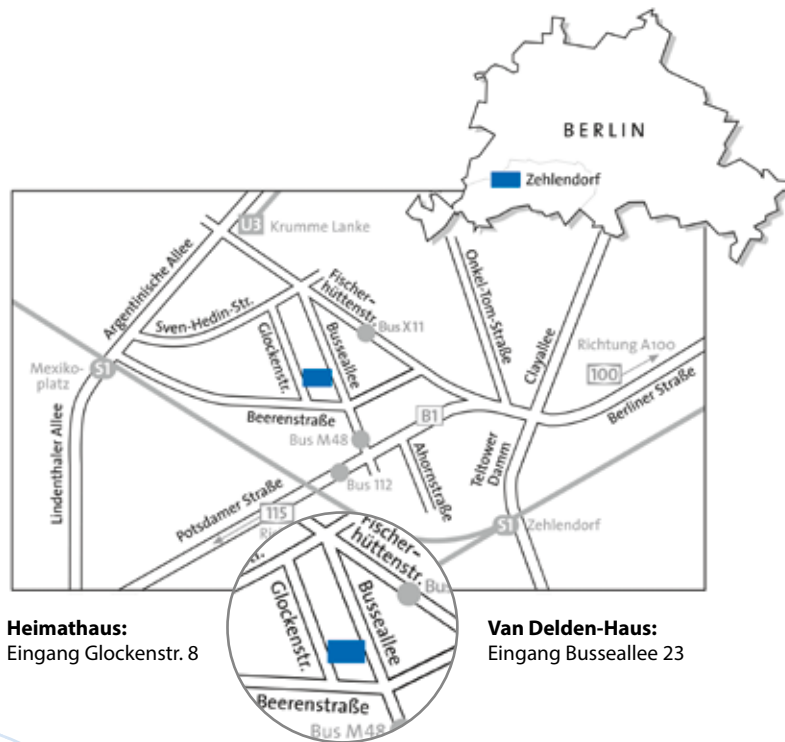 BERLIN
Zehlendorf
U3
Krumme Lanke
Argentinische Allee
Sven-Hedin-Str.
Fischer-
hüttenstr.
Bus X11
Onkel-Tom-Straße
Clayallee
Richtung A100
100
Berliner Straße
Glockenstr.
Busseallee
Mexiko-
platz
S1
Beerenstraße
B1
Bus M48
Lindenthaler Allee
Ahornstraße
Teltower
Damm
Bus 112
Potsdamer Straße
115
Ri
S1
Zehlendorf
tr.
Fischer-
hüttenstr.
Bus
Glockenstr.
Busseallee
Beerenstraße
Bus M48
Heimathaus:
Eingang Glockenstr. 8
Van Delden-Haus:
Eingang Busseallee 23